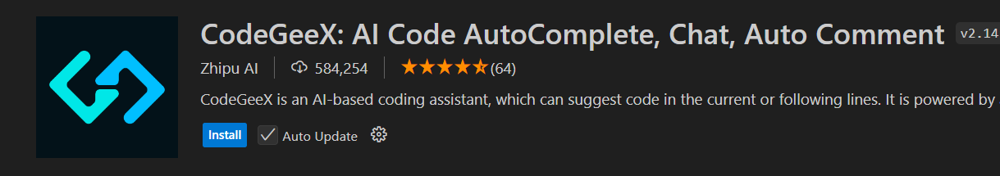 CodeGeeX: AI Code AutoComplete, Chat, Auto Comment v2.14
Zhipu AI 584,254 (64)
CodeGeeX is an AI-based coding assistant, which can suggest code in the current or following lines. It is powered by
Install Auto Update